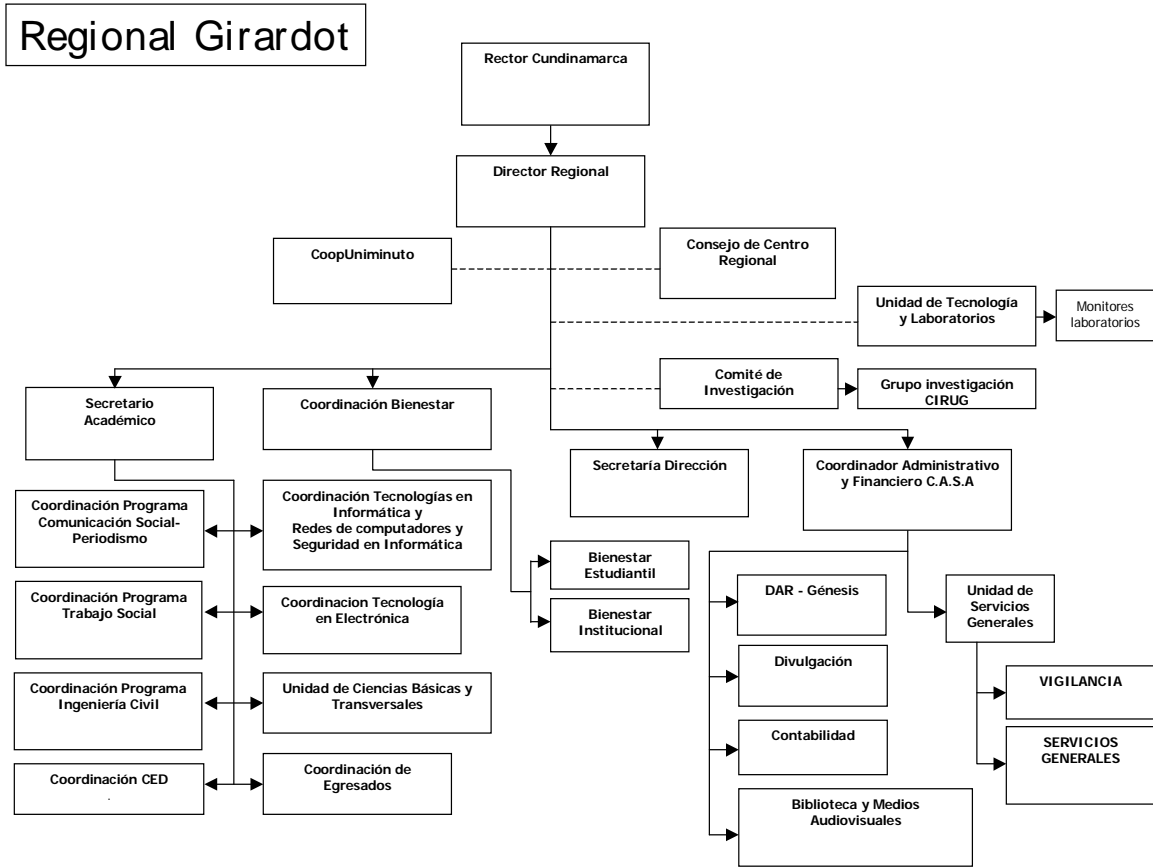 Regional Girardot
Rector Cundinamarca
Director Regional
CoopUniminuto
Consejo de Centro
Regional
Unidad de Tecnología
y Laboratorios
Monitores
laboratorios
Comité de
Investigación
Grupo investigación
CIRUG
Secretario
Académico
Coordinación Bienestar
Secretaría Dirección
Coordinador Administrativo
y Financiero C.A.S.A
Coordinación Programa
Comunicación Social-
Periodismo
Coordinación Tecnologías en
Informática y
Redes de computadores y
Seguridad en Informática
Coordinación Programa
Trabajo Social
Coordinacion Tecnología
en Electrónica
Coordinación Programa
Ingeniería Civil
Unidad de Ciencias Básicas y
Transversales
Coordinación CED
.
Coordinación de
Egresados
Bienestar
Estudiantil
Bienestar
Institucional
DAR - Génesis
Divulgación
Contabilidad
Biblioteca y Medios
Audiovisuales
Unidad de
Servicios
Generales
VIGILANCIA
SERVICIOS
GENERALES